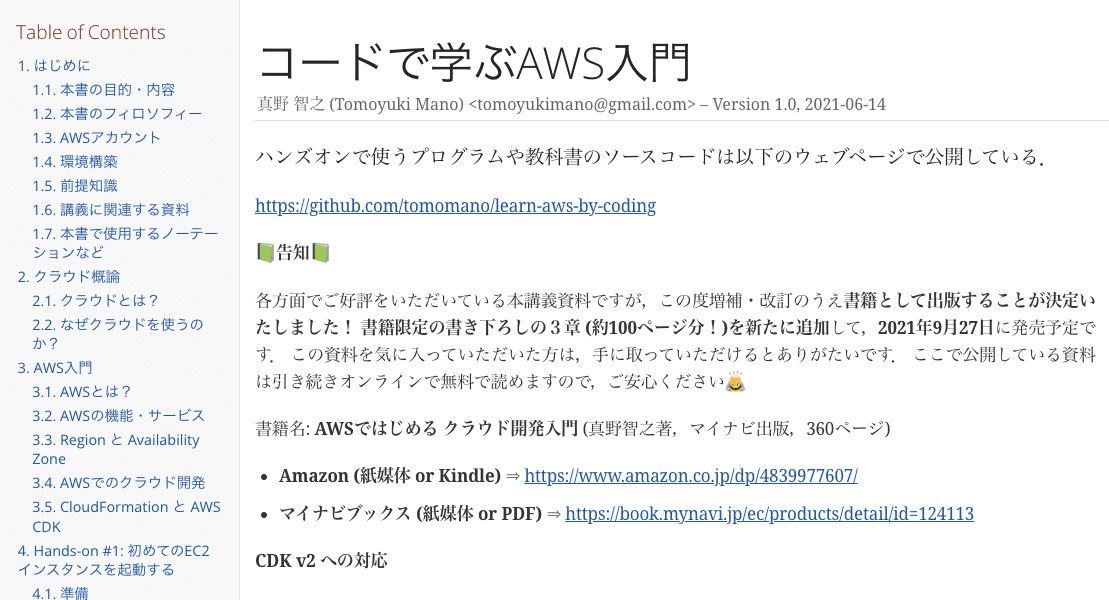 Table of Contents
1. はじめに
1.1. 本書の目的・内容
1.2. 本書のフィロソフィー
1.3. AWSアカウント
1.4. 環境構築
1.5. 前提知識
1.6. 講義に関連する資料
1.7. 本書で使用するノーテー
ションなど
2. クラウド概論
2.1. クラウドとは？
2.2. なぜクラウドを使うの
か？
3. AWS入門
3.1. AWSとは？
3.2. AWSの機能・サービス
3.3. Region と Availability
Zone
3.4. AWSでのクラウド開発
3.5. CloudFormation と AWS
CDK
4. Hands-on #1: 初めてのEC2
インスタンスを起動する
4.1. 準備
コードで学ぶAWS入門
真野 智之 (Tomoyuki Mano) <tomoyukimano@gmail.com> – Version 1.0, 2021-06-14
ハンズオンで使うプログラムや教科書のソースコードは以下のウェブページで公開している．
https://github.com/tomomano/learn-aws-by-coding
📗告知📗
各方面でご好評をいただいている本講義資料ですが，この度増補・改訂のうえ書籍として出版することが決定い
たしました！ 書籍限定の書き下ろしの３章 (約100ページ分！)を新たに追加して，2021年9月27日に発売予定で
す． この資料を気に入っていただいた方は，手に取っていただけるとありがたいです． ここで公開している資料
は引き続きオンラインで無料で読めますので，ご安心ください🙇
書籍名: AWSではじめる クラウド開発入門 (真野智之著，マイナビ出版，360ページ)
• Amazon (紙媒体 or Kindle) ⇒ https://www.amazon.co.jp/dp/4839977607/
• マイナビブックス (紙媒体 or PDF) ⇒ https://book.mynavi.jp/ec/products/detail/id=124113
CDK v2 への対応